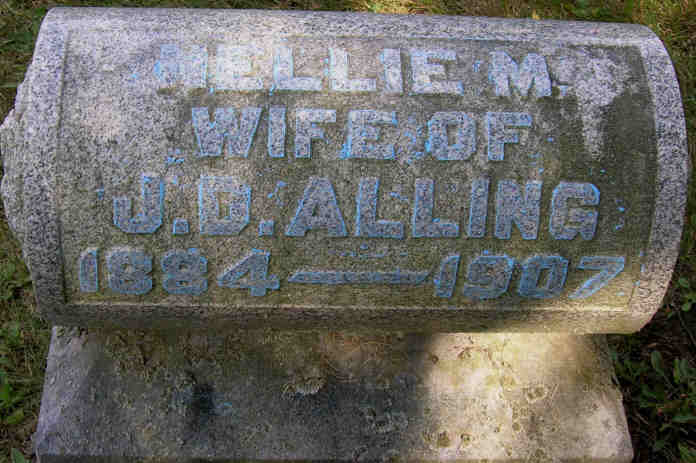 NELLIE M.
WIFE OF
J.D. ALLING
1884—1907